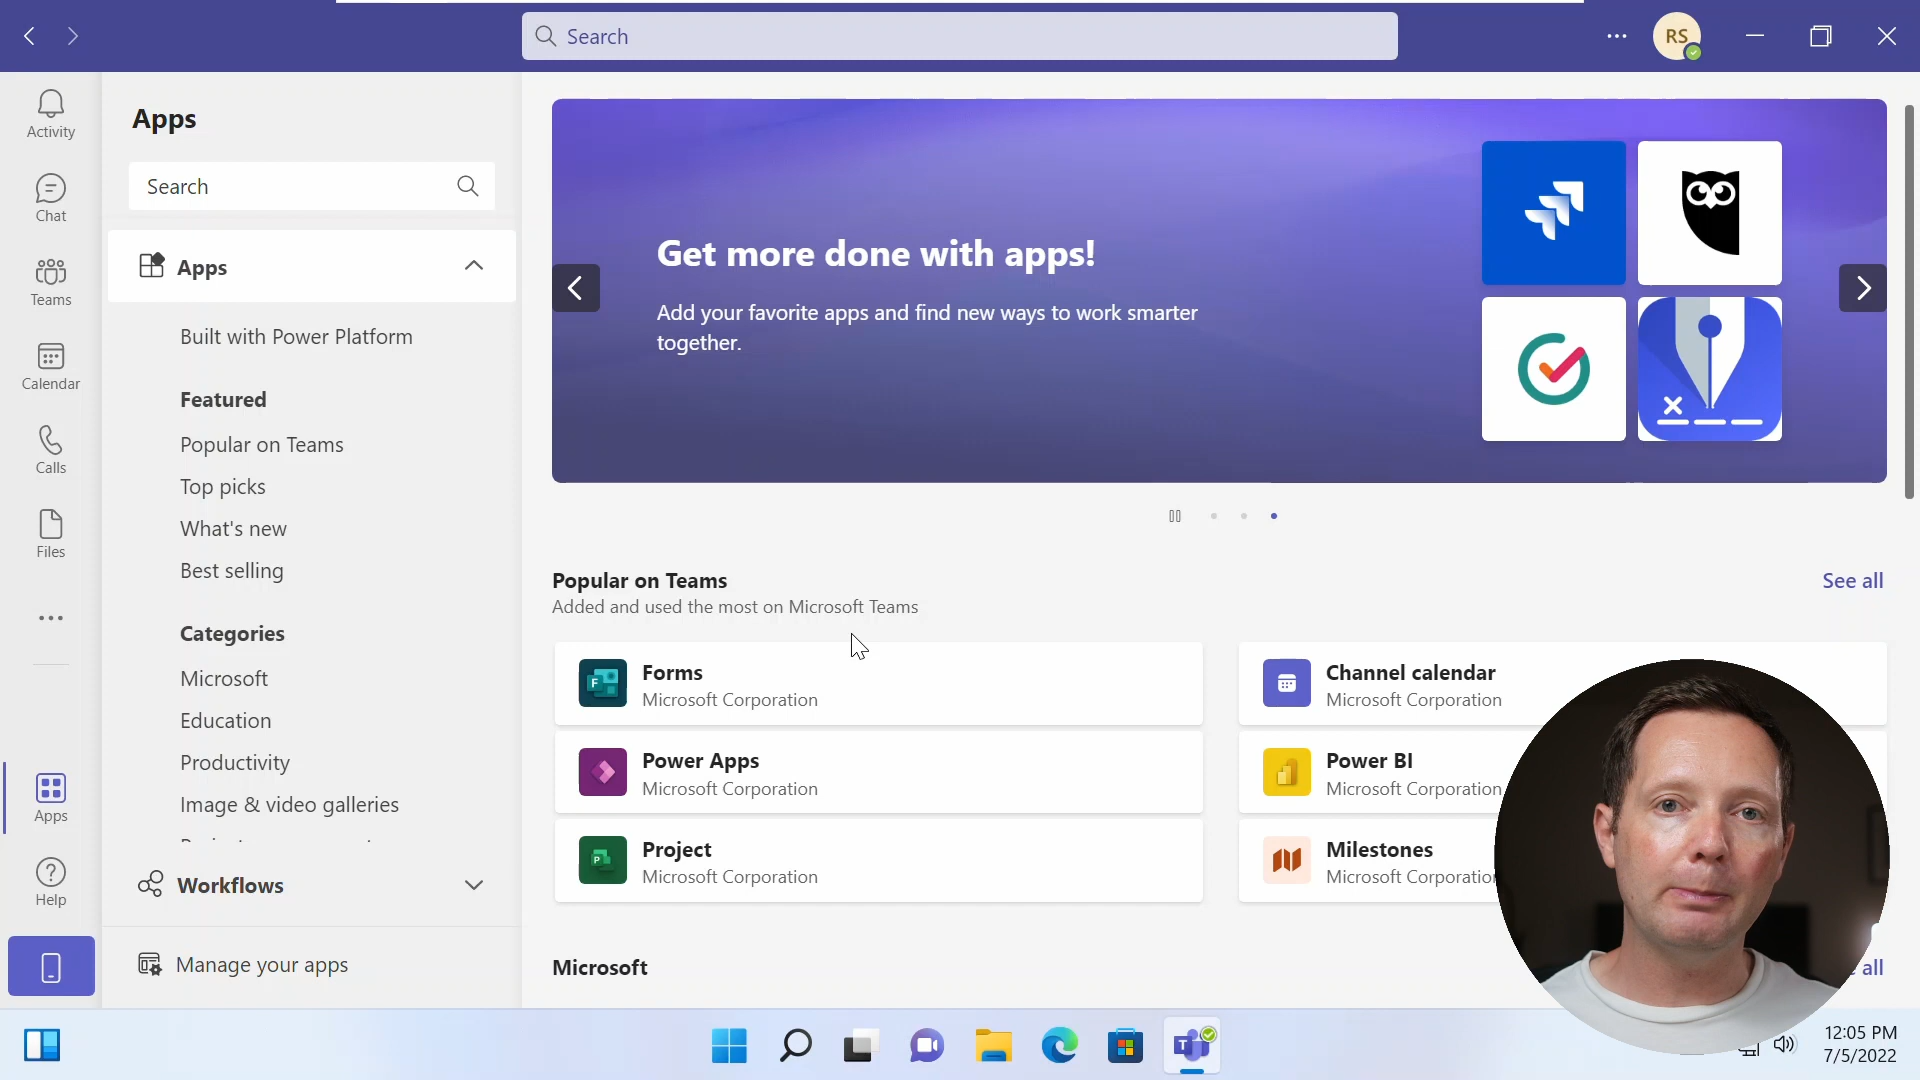 Search
RS
Activity
Chat
Teams
Calendar
Calls
Files
Apps
Help
Apps
Search
Apps
Built with Power Platform
Featured
Popular on Teams
Top picks
What's new
Best selling
Categories
Microsoft
Education
Productivity
Image & video galleries
Workflows
Manage your apps
Get more done with apps!
Add your favorite apps and find new ways to work smarter
together.
Popular on Teams
See all
Added and used the most on Microsoft Teams
Forms
Microsoft Corporation
Channel calendar
Microsoft Corporation
Power Apps
Microsoft Corporation
Power BI
Microsoft Corporation
Project
Microsoft Corporation
Milestones
Microsoft
Microsoft
all
12:05 PM
7/5/2022